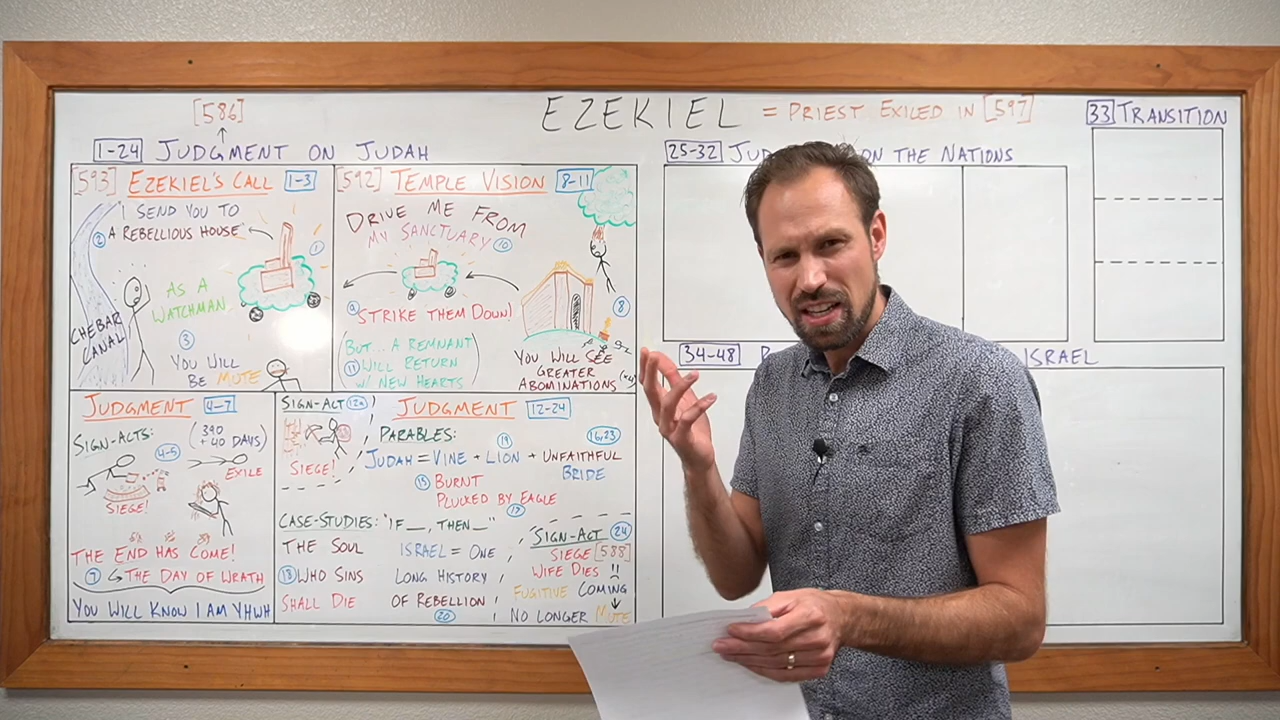 EZEKIEL = PRIEST EXILED IN [597]
[586]
1-24 JUDGMENT ON JUDAH
[593] EZEKIEL'S CALL 1-3
"I SEND YOU TO
2 A REBELLIOUS HOUSE"
1
AS A
WATCHMAN
3
CHEBAR
CANAL
YOU WILL
BE MUTE
[592] TEMPLE VISION 8-11
DRIVE ME FROM
MY SANCTUARY 10
9 STRIKE THEM DOWN!
8
BUT... A REMNANT
11 WILL RETURN
W/ NEW HEARTS
YOU WILL SEE
GREATER
ABOMINATIONS
JUDGMENT 4-7
SIGN-ACTS:
(390
+ 40 DAYS)
4-5
EXILE
SIEGE!
THE END HAS COME!
7 THE DAY OF WRATH
YOU WILL KNOW I AM YHWH
SIGN-ACT 12a
JUDGMENT 12-24
SIEGE!
PARABLES:
19
16,23
JUDAH = VINE + LION + UNFAITHFUL
BRIDE
15 BURNT
PLUCKED BY EAGLE
17
CASE-STUDIES: "IF __, THEN __"
THE SOUL
18 WHO SINS
SHALL DIE
ISRAEL = ONE
LONG HISTORY
OF REBELLION
20
SIGN-ACT 24
SIEGE [588]
WIFE DIES !!
FUGITIVE COMING
NO LONGER MUTE
25-32 ON THE NATIONS
33 TRANSITION
34-48 ISRAEL